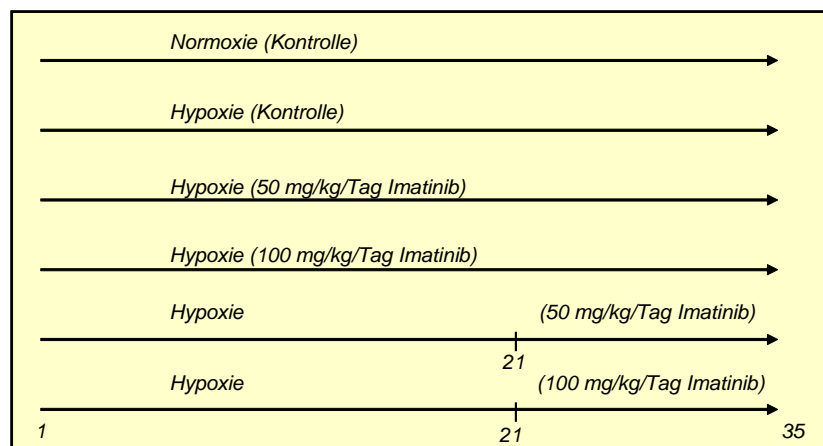 Normoxie (Kontrolle)
Hypoxie (Kontrolle)
Hypoxie (50 mg/kg/Tag Imatinib)
Hypoxie (100 mg/kg/Tag Imatinib)
Hypoxie (50 mg/kg/Tag Imatinib)
21
Hypoxie (100 mg/kg/Tag Imatinib)
1 21 35